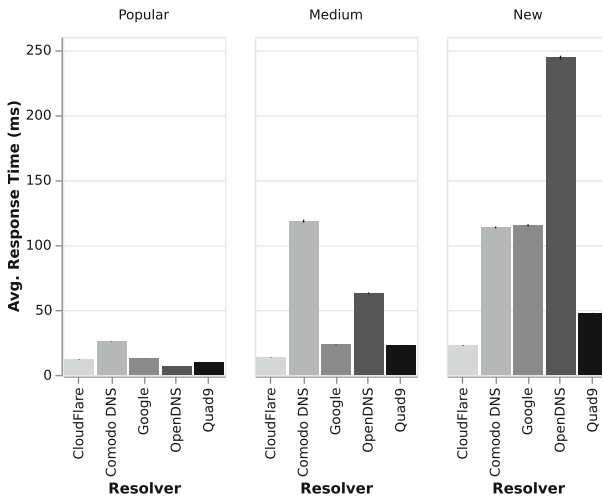 Popular
Medium
New
Avg. Response Time (ms)
250
200
150
100
50
0
CloudFlare
Comodo DNS
Google
OpenDNS
Quad9
CloudFlare
Comodo DNS
Google
OpenDNS
Quad9
CloudFlare
Comodo DNS
Google
OpenDNS
Quad9
Resolver
Resolver
Resolver